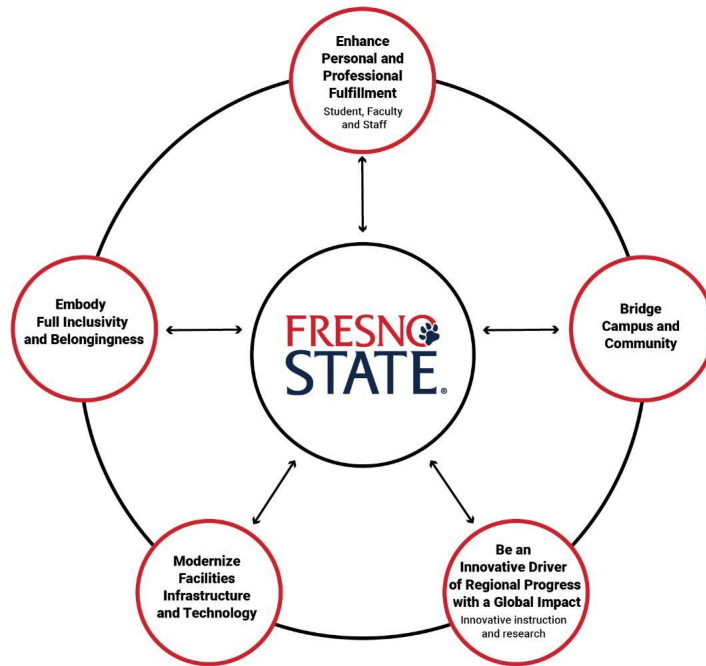 Enhance
Personal and
Professional
Fulfillment
Student, Faculty
and Staff
Embody
Full Inclusivity
and Belongingness
FRESNO
STATE®
Bridge
Campus and
Community
Modernize
Facilities
Infrastructure
and Technology
Be an
Innovative Driver
of Regional Progress
with a Global Impact
Innovative instruction
and research